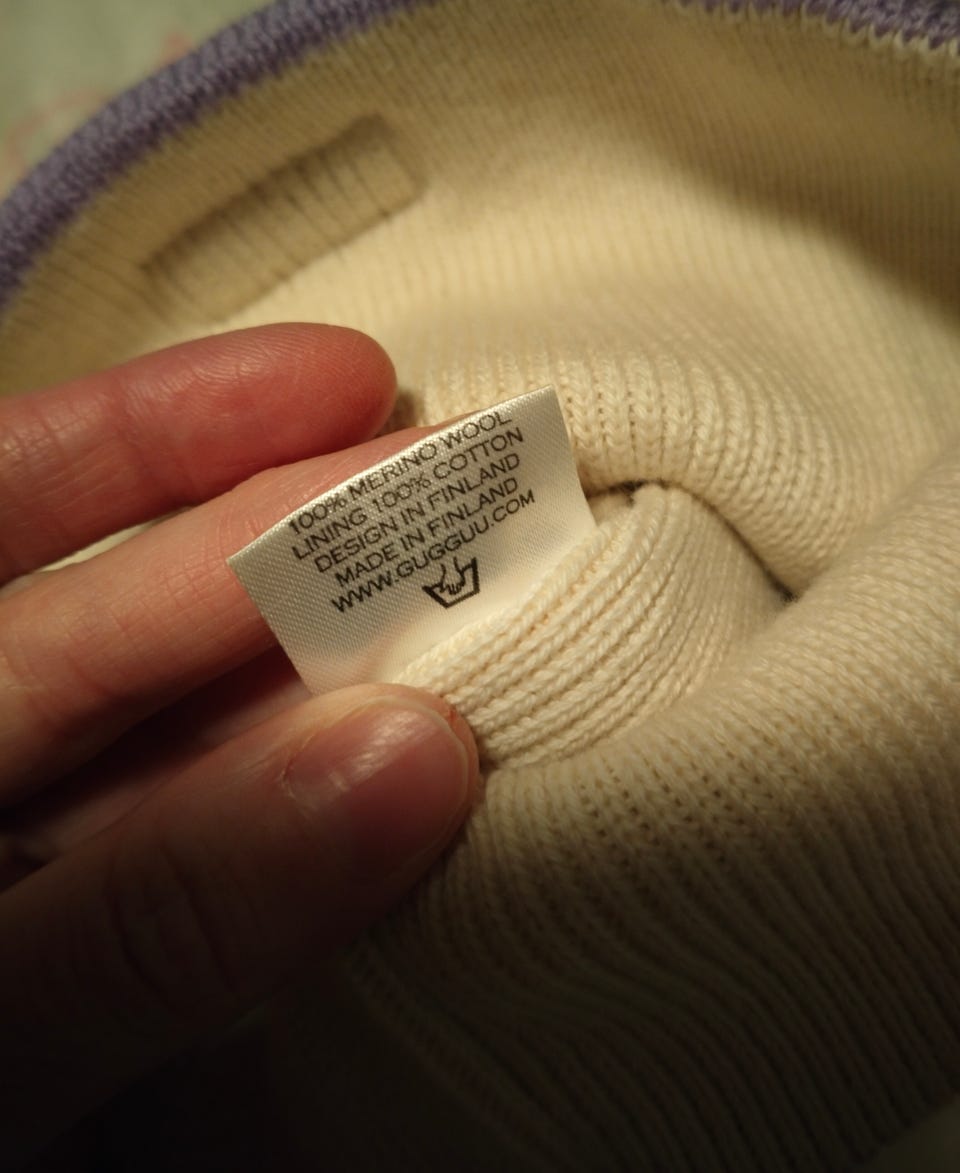 100% MERINO WOOL
LINING 100% COTTON
DESIGN IN FINLAND
MADE IN FINLAND
WWW.GUGGUU.COM